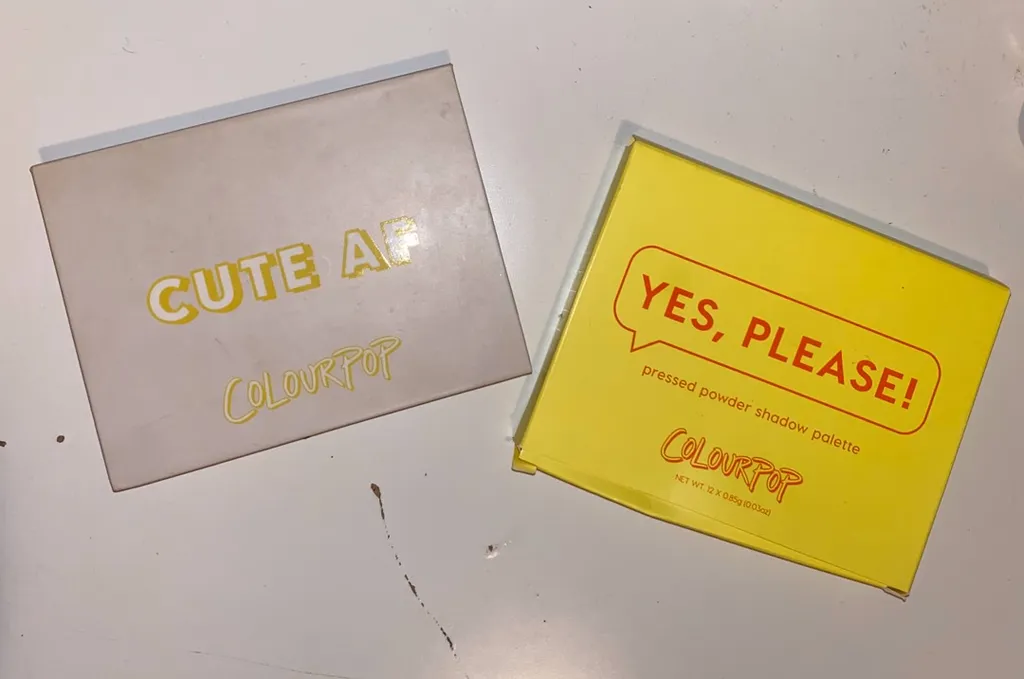 CUTE AF
COLOURPOP
YES, PLEASE!
pressed powder shadow palette
COLOURPOP
NET WT. 12 X 0.85g (0.03oz)